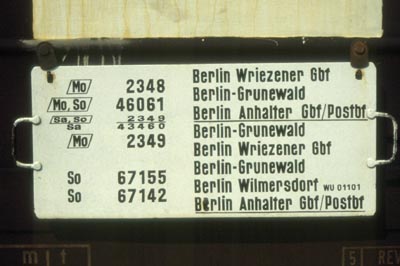 Berlin Wriezener Gbf
/Mo/ 2348 Berlin-Grunewald
/Mo, So/ 46061 Berlin Anhalter Gbf/Postbf
/Sa, So/ 2349
Sa 43460 Berlin-Grunewald
/Mo/ 2349 Berlin Wriezener Gbf
Berlin-Grunewald
So 67155 Berlin Wilmersdorf WU 01101
So 67142 Berlin Anhalter Gbf/Postbf
m t
5 REV